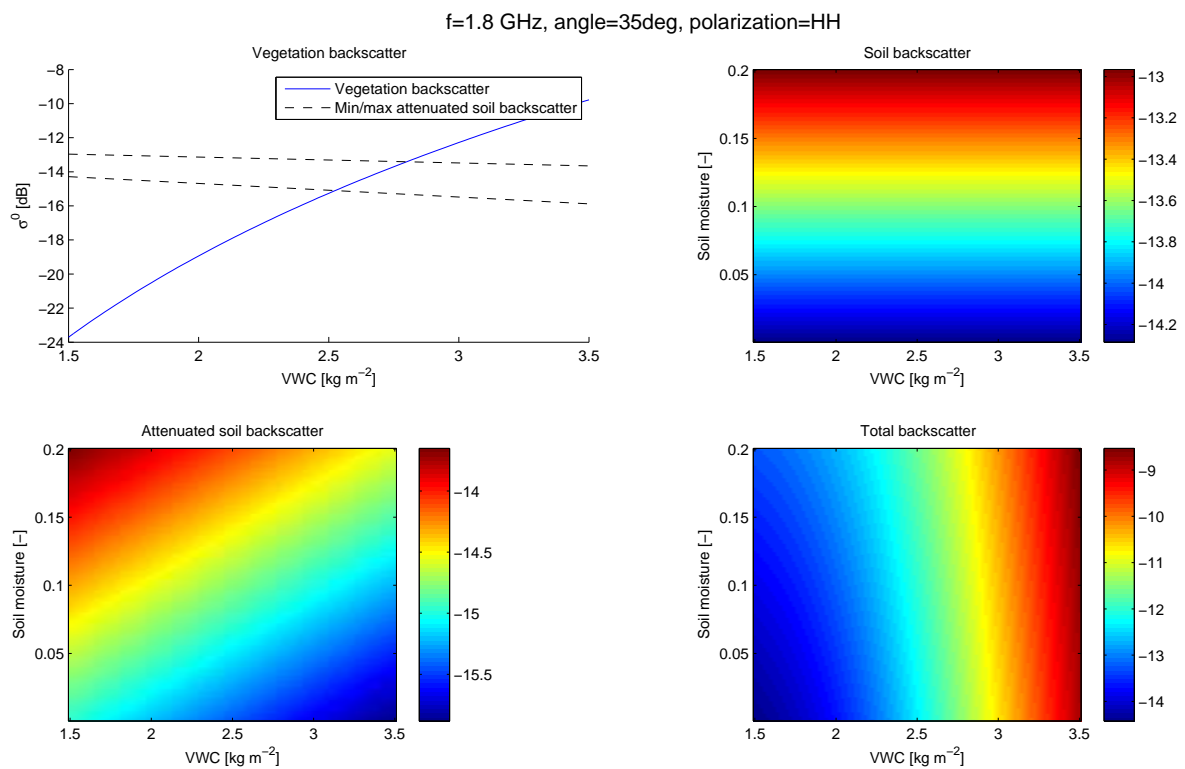 f=1.8 GHz, angle=35deg, polarization=HH
Vegetation backscatter
σ⁰ [dB]
−8
−10
−12
−14
−16
−18
−20
−22
−24
Vegetation backscatter
Min/max attenuated soil backscatter
1.5 2 2.5 3 3.5
VWC [kg m⁻²]
Soil backscatter
Soil moisture [−]
0.2
0.15
0.1
0.05
1.5 2 2.5 3 3.5
VWC [kg m⁻²]
−13
−13.2
−13.4
−13.6
−13.8
−14
−14.2
Attenuated soil backscatter
Soil moisture [−]
0.2
0.15
0.1
0.05
1.5 2 2.5 3 3.5
VWC [kg m⁻²]
−14
−14.5
−15
−15.5
Total backscatter
Soil moisture [−]
0.2
0.15
0.1
0.05
1.5 2 2.5 3 3.5
VWC [kg m⁻²]
−9
−10
−11
−12
−13
−14